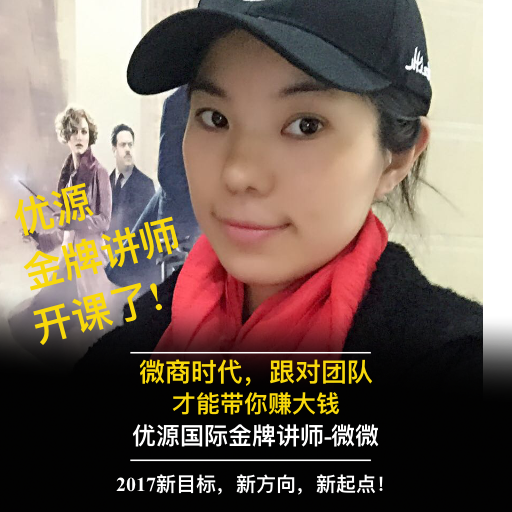 优源
金牌讲师
开课了！
微商时代，跟对团队
才能带你赚大钱
优源国际金牌讲师-微微
2017新目标，新方向，新起点！